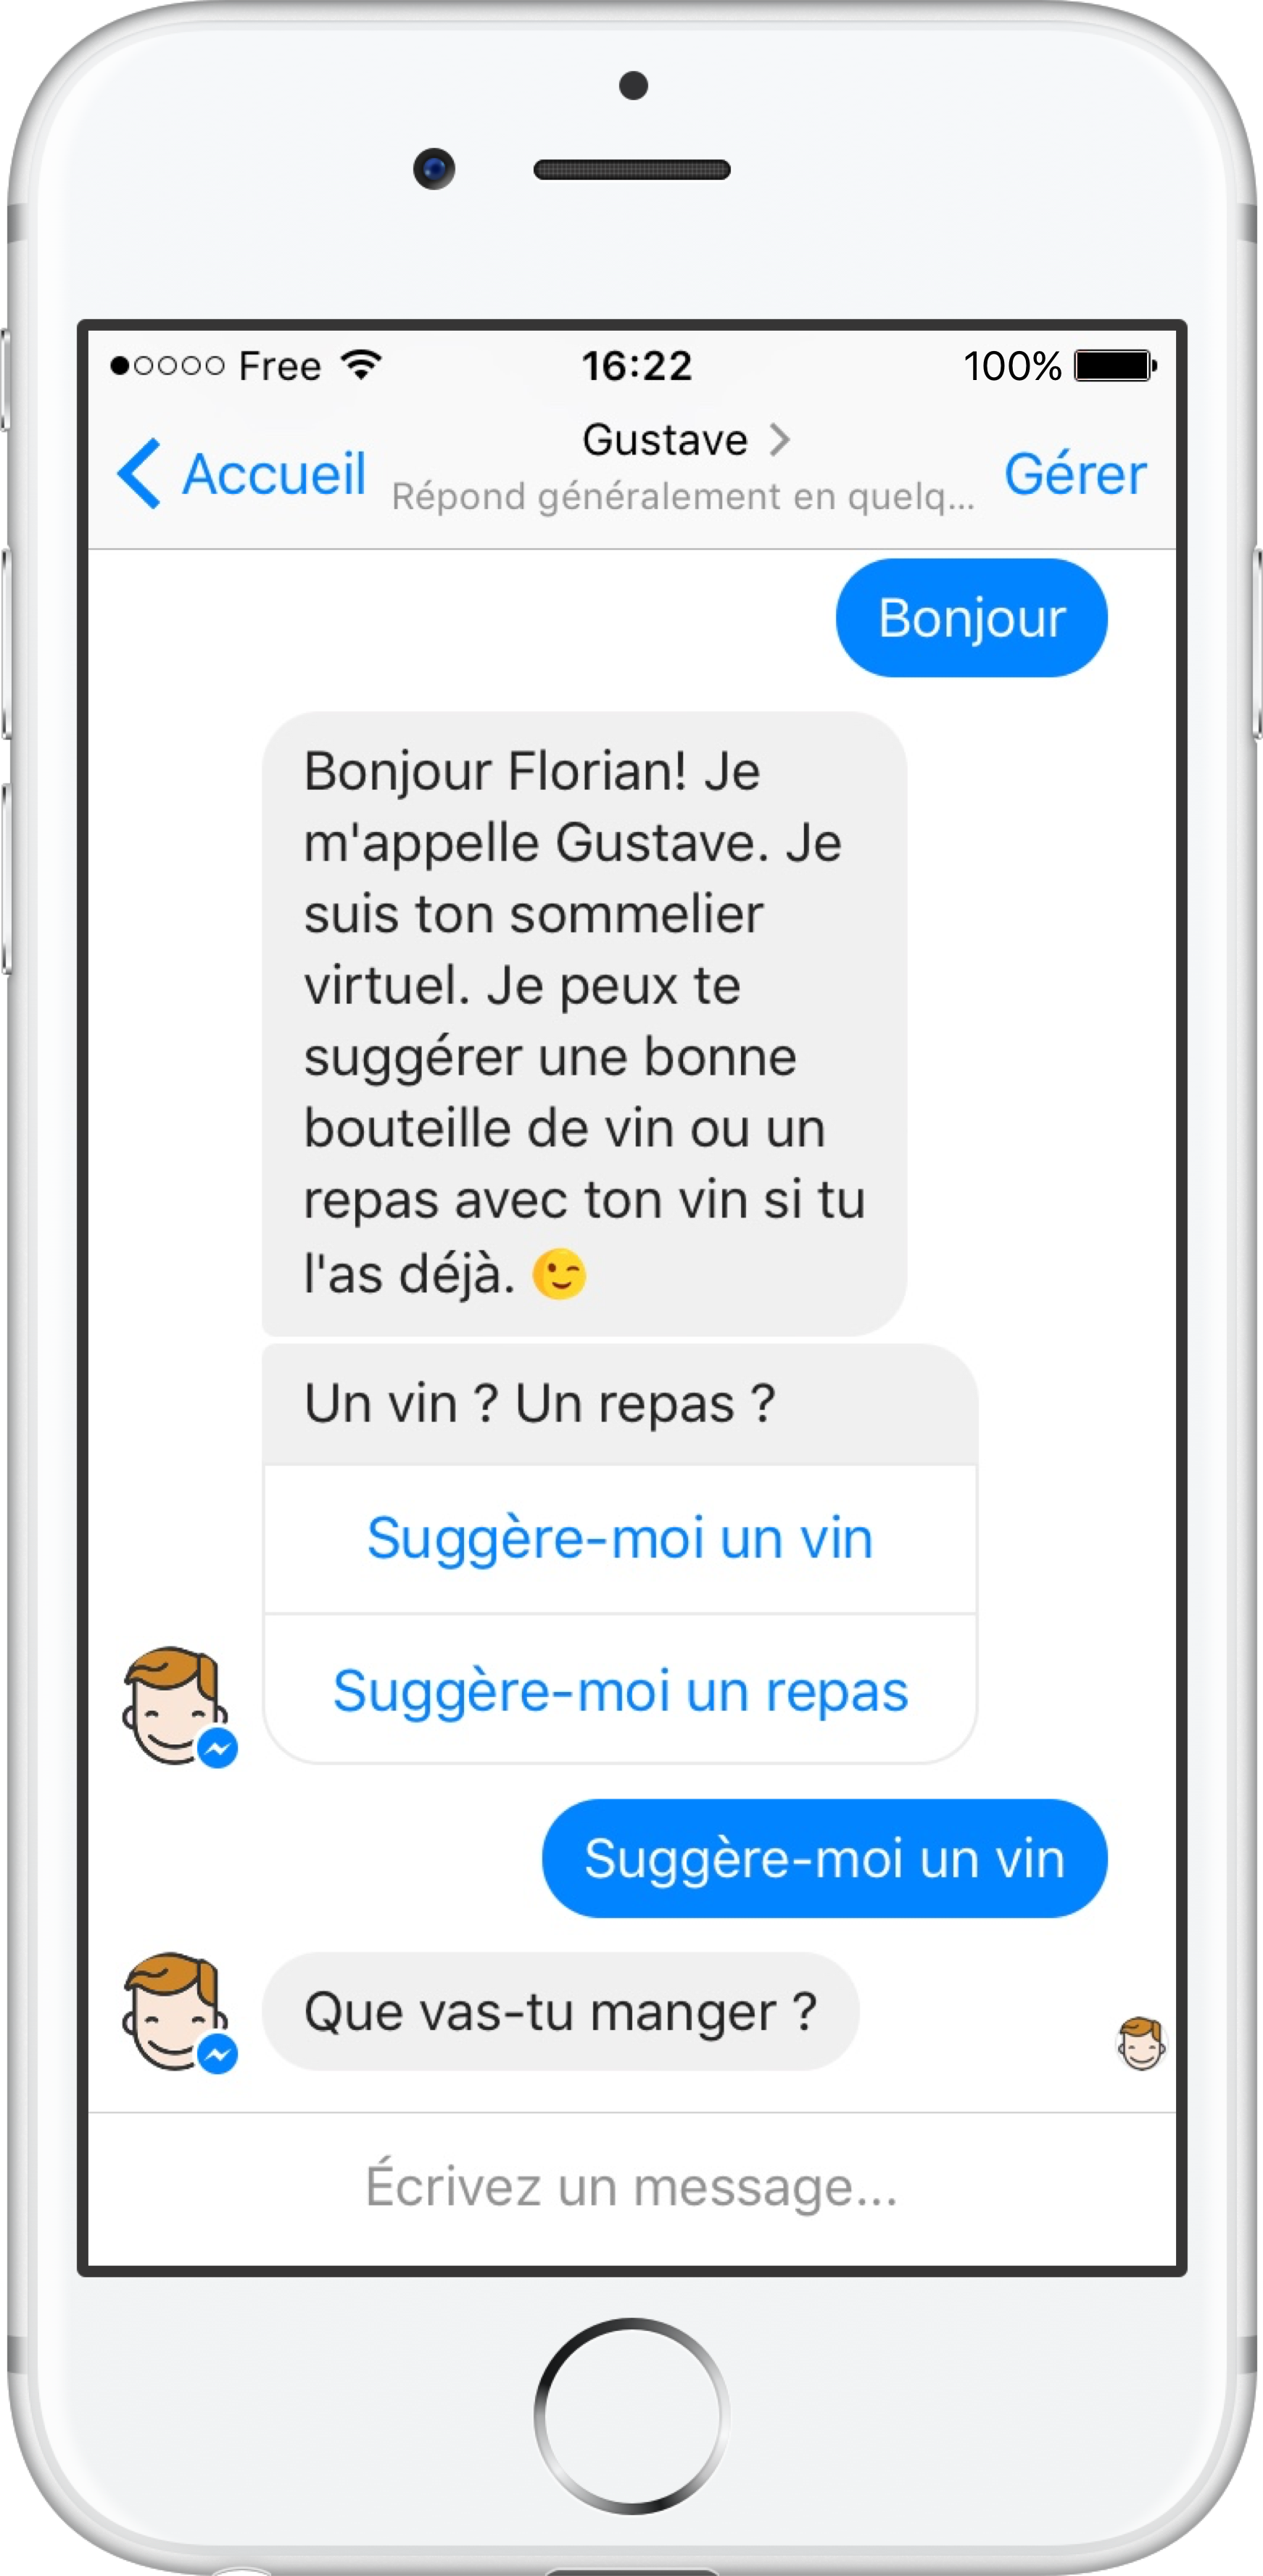 Free 16:22 100%
Accueil Gustave Gérer
Répond généralement en quelq...
Bonjour
Bonjour Florian! Je
m'appelle Gustave. Je
suis ton sommelier
virtuel. Je peux te
suggérer une bonne
bouteille de vin ou un
repas avec ton vin si tu
l'as déjà. 😉
Un vin ? Un repas ?
Suggère-moi un vin
Suggère-moi un repas
Suggère-moi un vin
Que vas-tu manger ?
Écrivez un message...